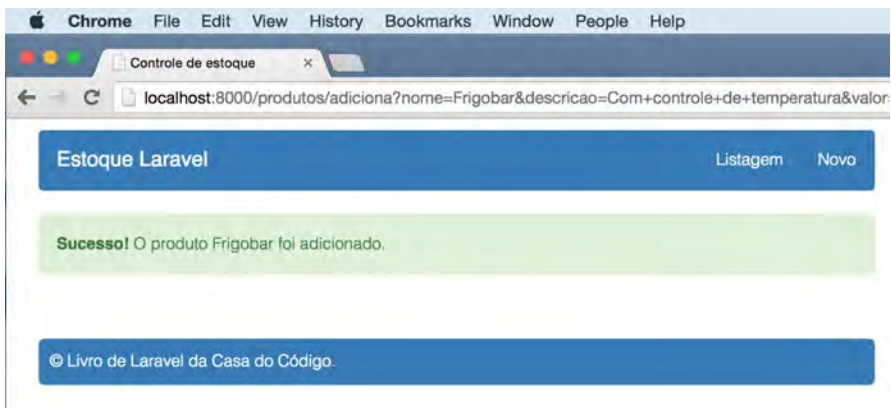 Chrome File Edit View History Bookmarks Window People Help
Controle de estoque ×
localhost:8000/produtos/adiciona?nome=Frigobar&descricao=Com+controle+de+temperatura&valor
Estoque Laravel Listagem Novo
Sucesso! O produto Frigobar foi adicionado.
© Livro de Laravel da Casa do Código.